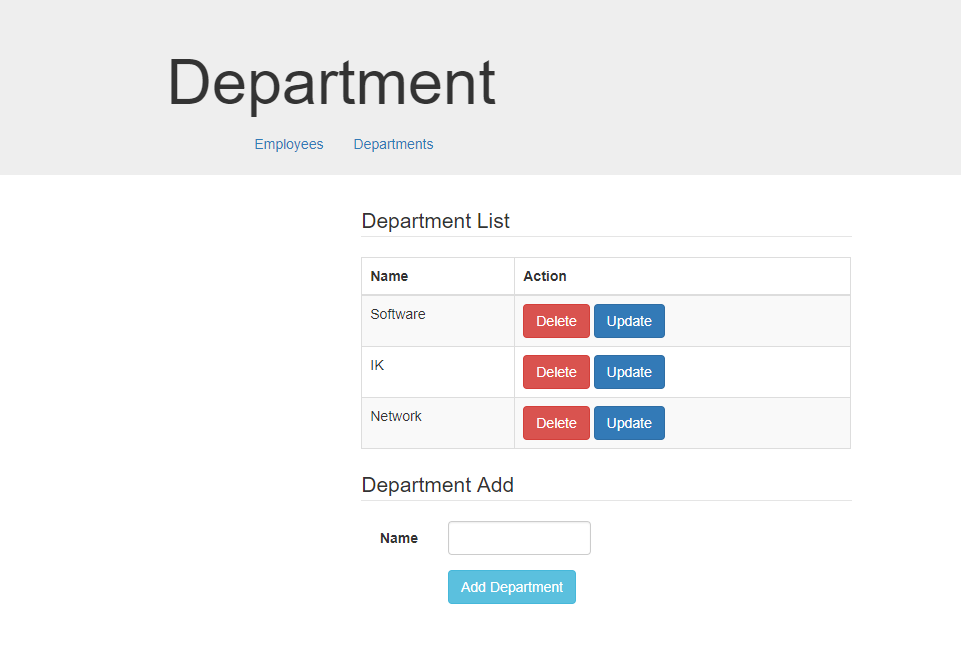 Department
Employees Departments
Department List
Name Action
Software Delete Update
IK Delete Update
Network Delete Update
Department Add
Name
Add Department